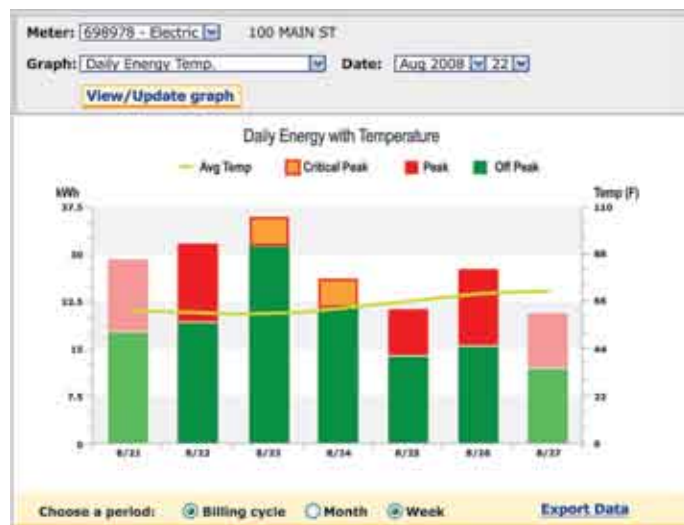 Meter: 698978 - Electric 100 MAIN ST
Graph: Daily Energy Temp. Date: Aug 2008 22
View/Update graph
Daily Energy with Temperature
Avg Temp Critical Peak Peak Off Peak
kWh Temp (F)
37.5 110
30 88
22.5 66
15 44
7.5 22
0 0
8/21 8/22 8/23 8/24 8/25 8/26 8/27
Choose a period: Billing cycle Month Week Export Data